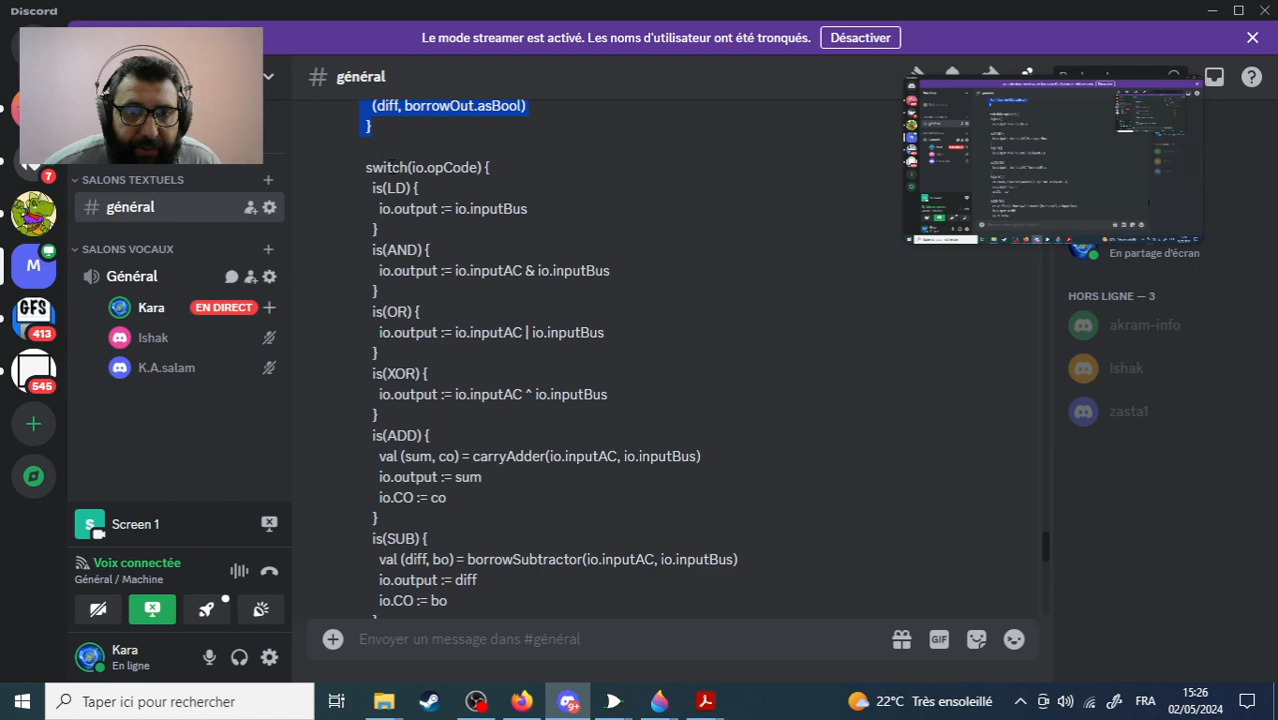 Discord
Le mode streamer est activé. Les noms d'utilisateur ont été tronqués.
Désactiver
# général
(diff, borrowOut.asBool)
}
switch(io.opCode) {
is(LD) {
io.output := io.inputBus
}
is(AND) {
io.output := io.inputAC & io.inputBus
}
is(OR) {
io.output := io.inputAC | io.inputBus
}
is(XOR) {
io.output := io.inputAC ^ io.inputBus
}
is(ADD) {
val (sum, co) = carryAdder(io.inputAC, io.inputBus)
io.output := sum
io.CO := co
}
is(SUB) {
val (diff, bo) = borrowSubtractor(io.inputAC, io.inputBus)
io.output := diff
io.CO := bo
Envoyer un message dans #général
GIF
7
M
GFS
413
545
SALONS TEXTUELS
# général
SALONS VOCAUX
Général
Kara EN DIRECT
Ishak
K.A.salam
S
Screen 1
Voix connectée
Général / Machine
Kara
En ligne
En partage d'écran
HORS LIGNE — 3
akram-info
Ishak
zasta1
Taper ici pour rechercher
9+
22°C Très ensoleillé
FRA
15:26
02/05/2024